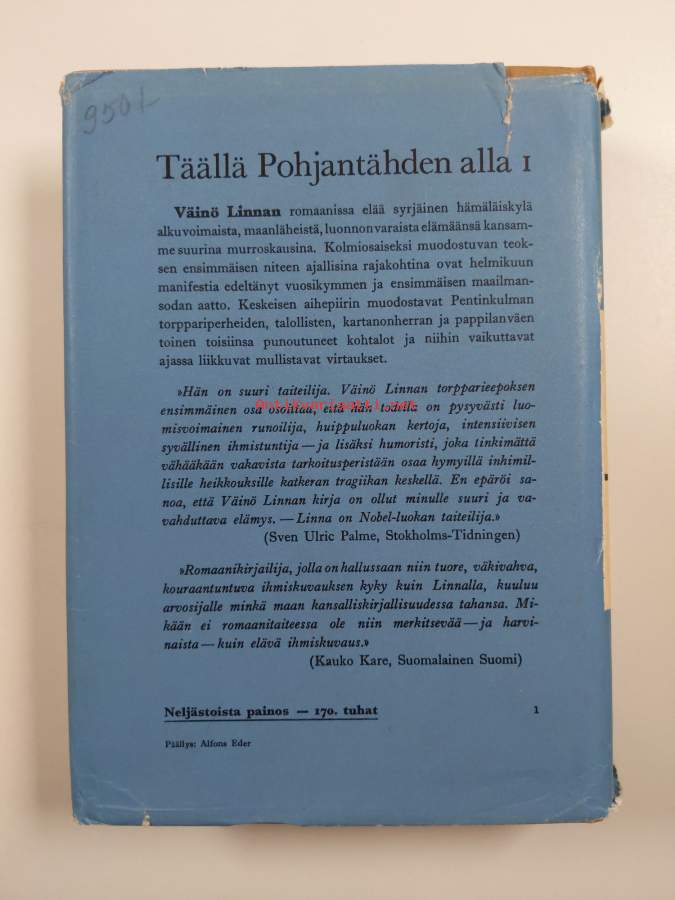 950/-
Täällä Pohjantähden alla 1
Väinö Linnan romaanissa elää syrjäinen hämäläiskylä
alkuvoimaista, maanläheistä, luonnonvaraista elämäänsä kansam-
me suurina murroskausina. Kolmiosaiseksi muodostuvan teok-
sen ensimmäisen niteen ajallisina rajakohtina ovat helmikuun
manifestia edeltänyt vuosikymmen ja ensimmäisen maailman-
sodan aatto. Keskeisen aihepiirin muodostavat Pentinkulman
torppariperheiden, talollisten, kartanonherran ja pappilanväen
toinen toisiinsa punoutuneet kohtalot ja niihin vaikuttavat
ajassa liikkuvat mullistavat virtaukset.
»Hän on suuri taiteilija. Väinö Linnan torpparieepoksen
ensimmäinen osa osoittaa, että hän todella on pysyvästi luo-
Antikvariaatti.net
misvoimainen runoilija, huippuluokan kertoja, intensiivisen
syvällinen ihmistuntija — ja lisäksi humoristi, joka tinkimättä
vähääkään vakavista tarkoitusperistään osaa hymyillä inhimil-
lisille heikkouksille katkeran tragiikan keskellä. En epäröi sa-
noa, että Väinö Linnan kirja on ollut minulle suuri ja va-
vahduttava elämys. — Linna on Nobel-luokan taiteilija.»
(Sven Ulric Palme, Stokholms-Tidningen)
»Romaanikirjailija, jolla on hallussaan niin tuore, väkivahva,
kouraantuntuva ihmiskuvauksen kyky kuin Linnalla, kuuluu
arvosijalle minkä maan kansalliskirjallisuudessa tahansa. Mi-
kään ei romaanitaiteessa ole niin merkitsevää — ja harvi-
naista — kuin elävä ihmiskuvaus.»
(Kauko Kare, Suomalainen Suomi)
Neljästoista painos — 170. tuhat 1
Päällys: Alfons Eder